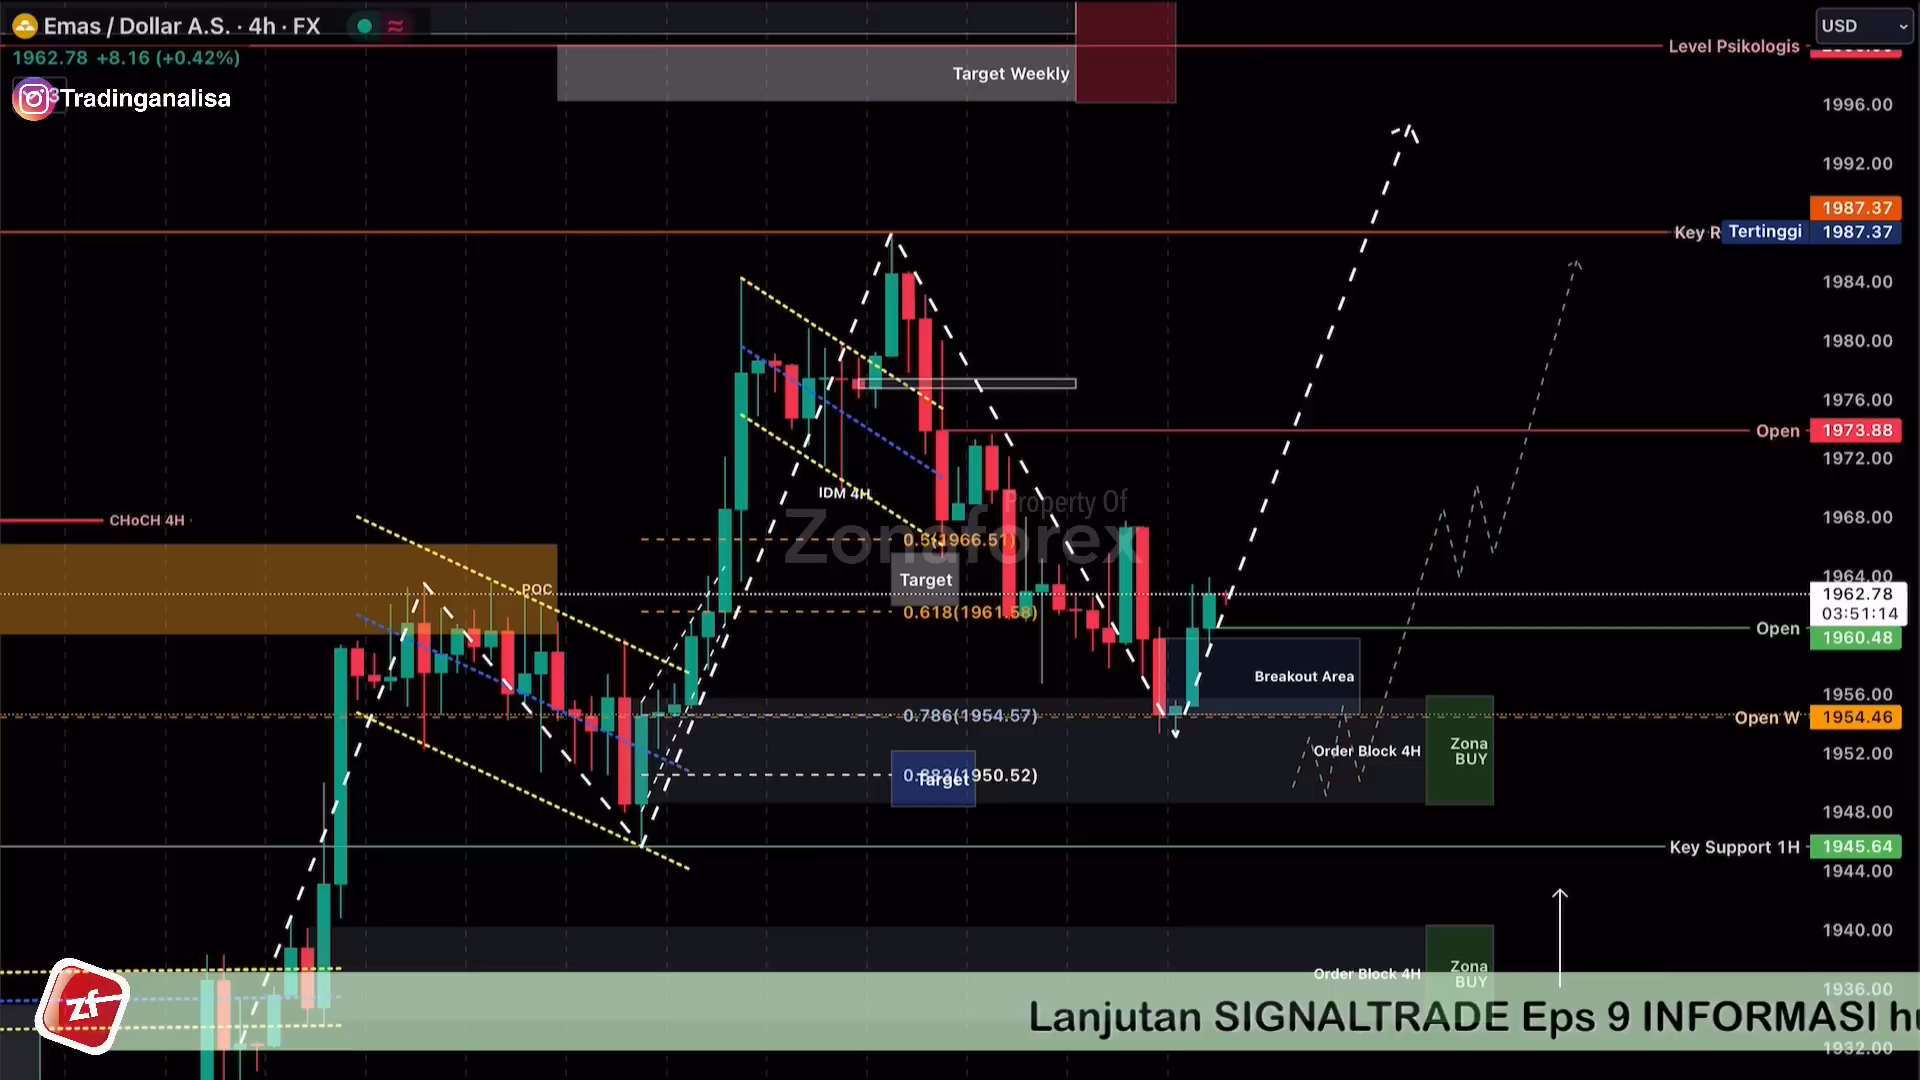 Emas / Dollar A.S. · 4h · FX
1962.78 +8.16 (+0.42%)
Tradinganalisa
USD
Level Psikologis
Target Weekly
1996.00
1992.00
1987.37
Key R
Tertinggi
1987.37
1984.00
1980.00
1976.00
Open
1973.88
1972.00
IDM 4H
Property Of
Zonaforex
CHoCH 4H
1968.00
0.5(1966.51)
Target
1964.00
POC
1962.78
03:51:14
0.618(1961.58)
Open
1960.48
Breakout Area
1956.00
0.786(1954.57)
Open W
1954.46
Order Block 4H
Zona
BUY
1952.00
(1950.52)
Target
1948.00
Key Support 1H
1945.64
1944.00
1940.00
Order Block 4H
Zona
BUY
1936.00
zf
Lanjutan SIGNALTRADE Eps 9 INFORMASI hu
1932.00